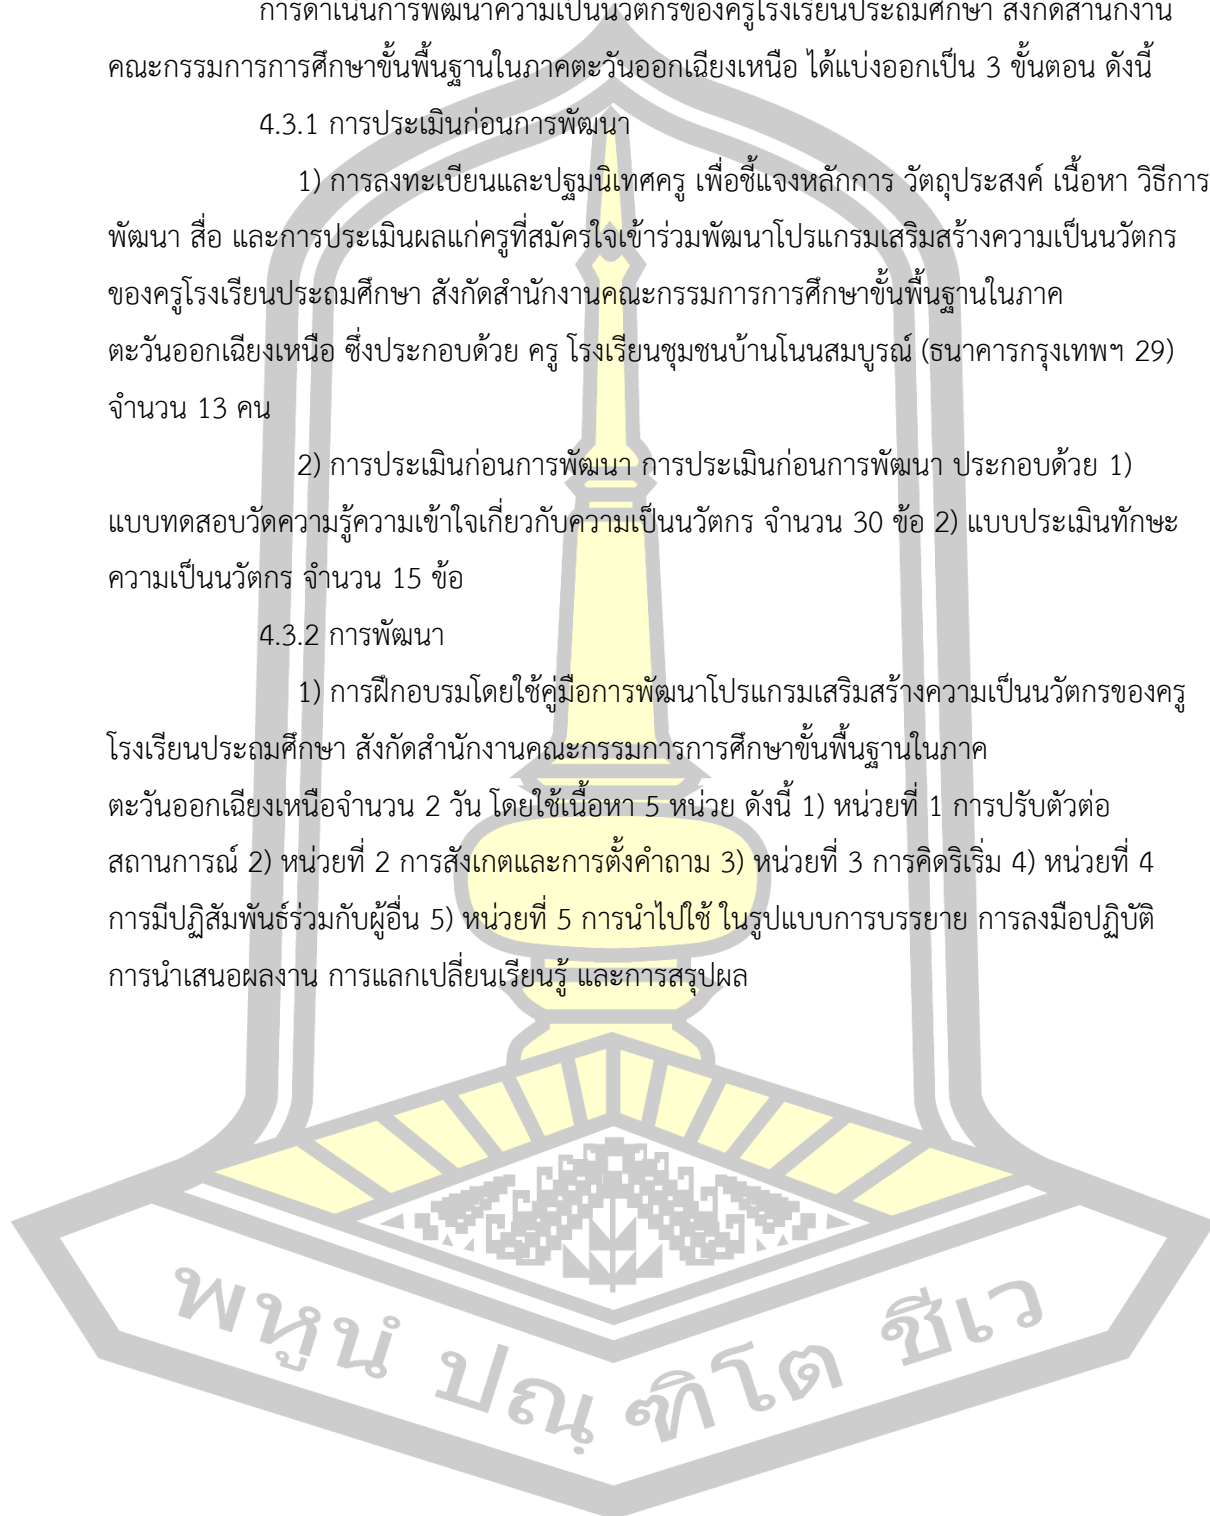 การดำเนินการพัฒนาความเป็นนวัตกรของครูโรงเรียนประถมศึกษา สังกัดสำนักงาน
คณะกรรมการการศึกษาขั้นพื้นฐานในภาคตะวันออกเฉียงเหนือ ได้แบ่งออกเป็น 3 ขั้นตอน ดังนี้
4.3.1 การประเมินก่อนการพัฒนา
1) การลงทะเบียนและปฐมนิเทศครู เพื่อชี้แจงหลักการ วัตถุประสงค์ เนื้อหา วิธีการ
พัฒนา สื่อ และการประเมินผลแก่ครูที่สมัครใจเข้าร่วมพัฒนาโปรแกรมเสริมสร้างความเป็นนวัตกร
ของครูโรงเรียนประถมศึกษา สังกัดสำนักงานคณะกรรมการการศึกษาขั้นพื้นฐานในภาค
ตะวันออกเฉียงเหนือ ซึ่งประกอบด้วย ครู โรงเรียนชุมชนบ้านโนนสมบูรณ์ (ธนาคารกรุงเทพฯ 29)
จำนวน 13 คน
2) การประเมินก่อนการพัฒนา การประเมินก่อนการพัฒนา ประกอบด้วย 1)
แบบทดสอบวัดความรู้ความเข้าใจเกี่ยวกับความเป็นนวัตกร จำนวน 30 ข้อ 2) แบบประเมินทักษะ
ความเป็นนวัตกร จำนวน 15 ข้อ
4.3.2 การพัฒนา
1) การฝึกอบรมโดยใช้คู่มือการพัฒนาโปรแกรมเสริมสร้างความเป็นนวัตกรของครู
โรงเรียนประถมศึกษา สังกัดสำนักงานคณะกรรมการการศึกษาขั้นพื้นฐานในภาค
ตะวันออกเฉียงเหนือจำนวน 2 วัน โดยใช้เนื้อหา 5 หน่วย ดังนี้ 1) หน่วยที่ 1 การปรับตัวต่อ
สถานการณ์ 2) หน่วยที่ 2 การสังเกตและการตั้งคำถาม 3) หน่วยที่ 3 การคิดริเริ่ม 4) หน่วยที่ 4
การมีปฏิสัมพันธ์ร่วมกับผู้อื่น 5) หน่วยที่ 5 การนำไปใช้ ในรูปแบบการบรรยาย การลงมือปฏิบัติ
การนำเสนอผลงาน การแลกเปลี่ยนเรียนรู้ และการสรุปผล
พหูนํ ปณฺฑิโต ชีเว